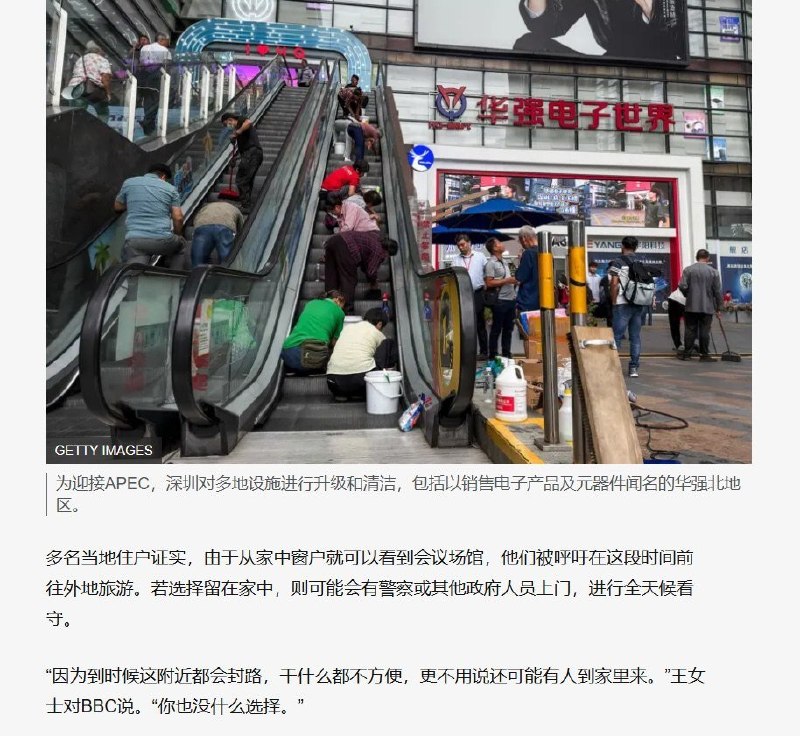 I ♥ HQ
华强电子世界
YANG
GETTY IMAGES
为迎接APEC，深圳对多地设施进行升级和清洁，包括以销售电子产品及元器件闻名的华强北地
区。
多名当地住户证实，由于从家中窗户就可以看到会议场馆，他们被呼吁在这段时间前
往外地旅游。若选择留在家中，则可能会有警察或其他政府人员上门，进行全天候看
守。
“因为到时候这附近都会封路，干什么都不方便，更不用说还可能有人到家里来。”王女
士对BBC说。“你也没什么选择。”